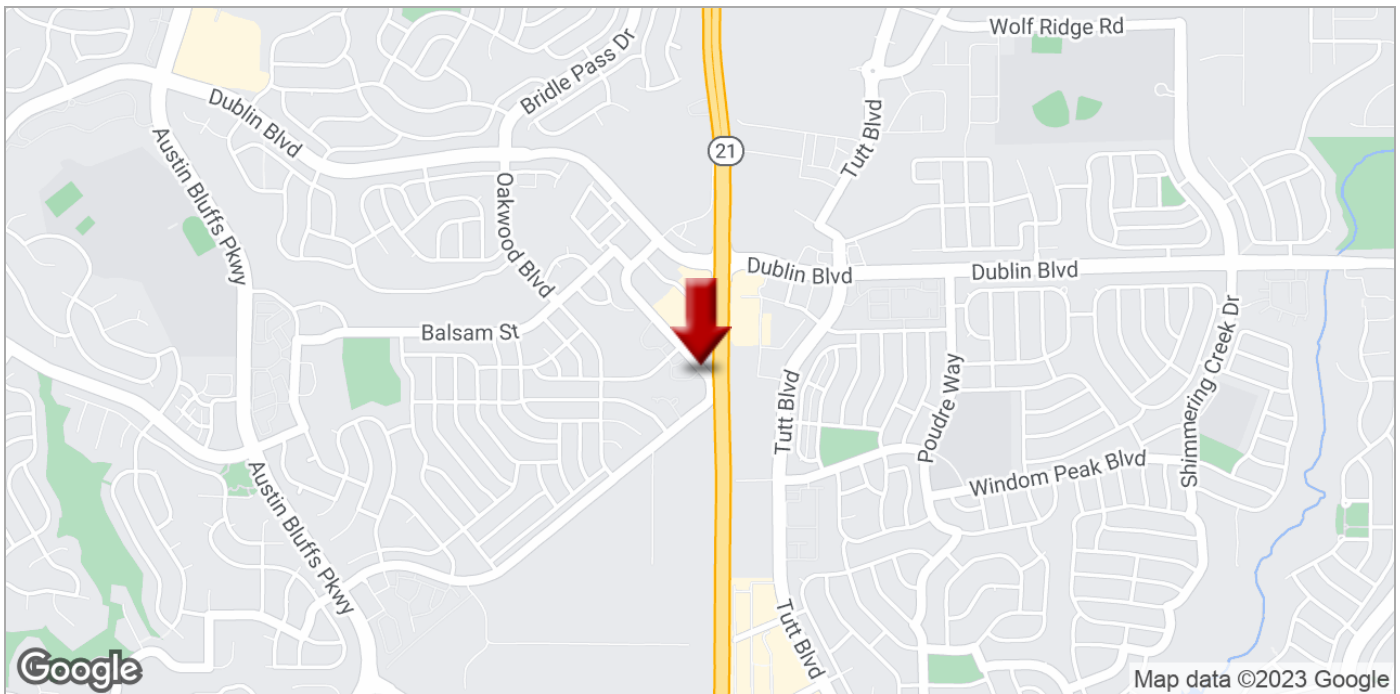 Wolf Ridge Rd
Bridle Pass Dr
Dublin Blvd
21
Tutt Blvd
Austin Bluffs Pkwy
Oakwood Blvd
Dublin Blvd
Dublin Blvd
Balsam St
Shimmering Creek Dr
Poudre Way
Tutt Blvd
Windom Peak Blvd
Austin Bluffs Pkwy
Tutt Blvd
Google
Map data ©2023 Google